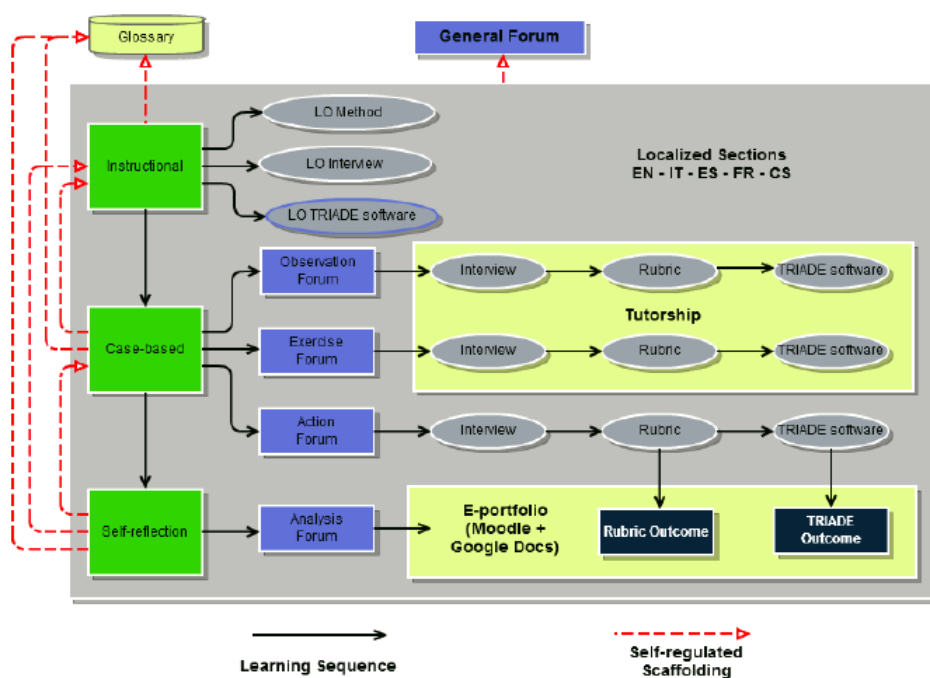 Glossary
General Forum
LO Method
Instructional
LO Interview
Localized Sections
EN - IT - ES - FR - CS
LO TRIADE software
Observation
Forum
Interview
Rubric
TRIADE software
Tutorship
Case-based
Exercise
Forum
Interview
Rubric
TRIADE software
Action
Forum
Interview
Rubric
TRIADE software
Self-reflection
Analysis
Forum
E-portfolio
(Moodle +
Google Docs)
Rubric Outcome
TRIADE
Outcome
Learning Sequence
Self-regulated
Scaffolding